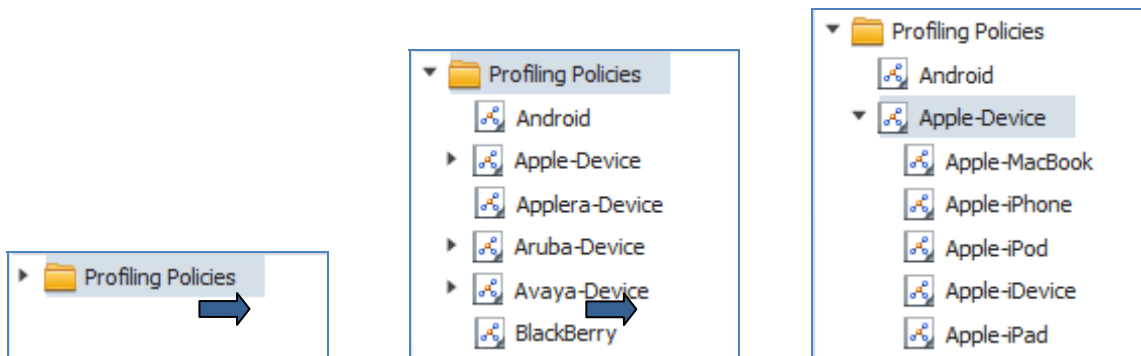 Profiling Policies
Profiling Policies
Android
Apple-Device
Applera-Device
Aruba-Device
Avaya-Device
BlackBerry
Profiling Policies
Android
Apple-Device
Apple-MacBook
Apple-iPhone
Apple-iPod
Apple-iDevice
Apple-iPad